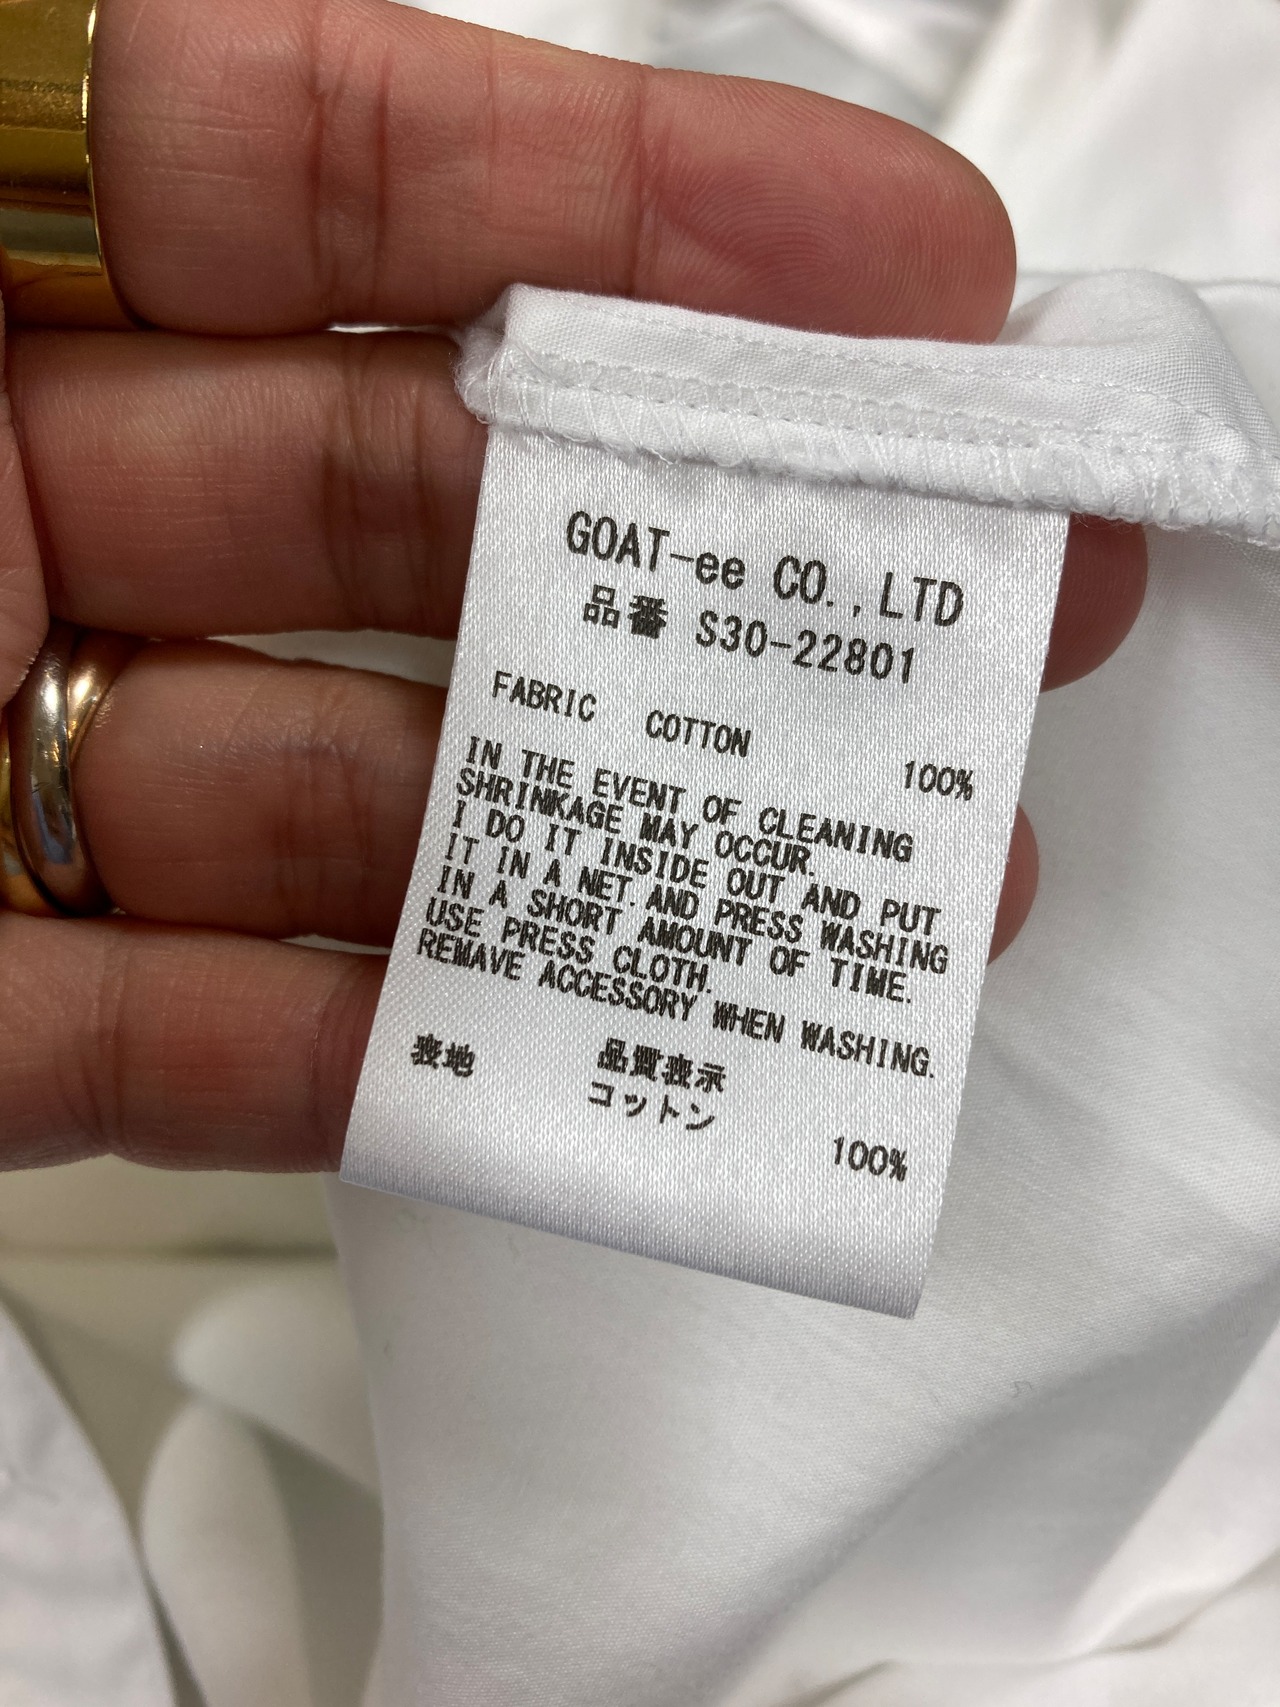 GOAT-ee CO.,LTD
品番 S30-22801
FABRIC COTTON 100%
IN THE EVENT OF CLEANING
SHRINKAGE MAY OCCUR.
I DO IT INSIDE OUT AND PUT
IT IN A NET.AND PRESS WASHING
IN A SHORT AMOUNT OF TIME.
USE PRESS CLOTH.
REMAVE ACCESSORY WHEN WASHING.
品質表示
表地 コットン 100%